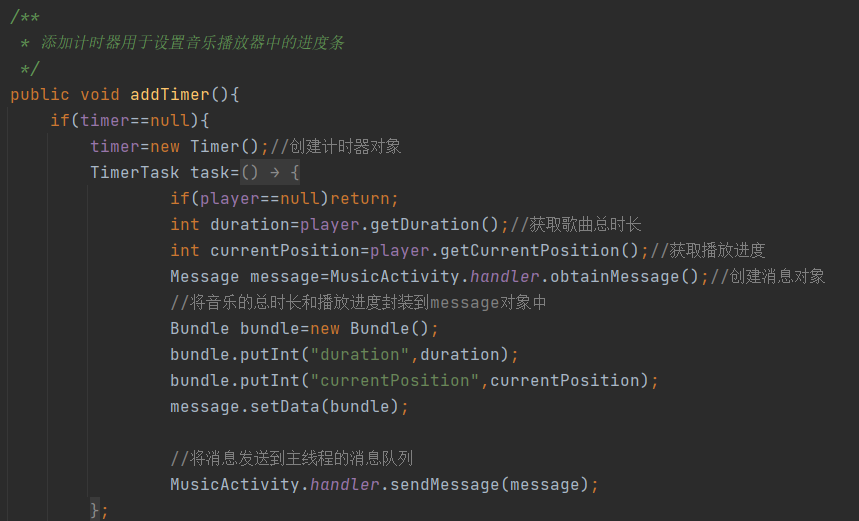 /**
* 添加计时器用于设置音乐播放器中的进度条
*/
public void addTimer(){
if(timer==null){
timer=new Timer();//创建计时器对象
TimerTask task=() → {
if(player==null)return;
int duration=player.getDuration();//获取歌曲总时长
int currentPosition=player.getCurrentPosition();//获取播放进度
Message message=MusicActivity.handler.obtainMessage();//创建消息对象
//将音乐的总时长和播放进度封装到message对象中
Bundle bundle=new Bundle();
bundle.putInt("duration",duration);
bundle.putInt("currentPosition",currentPosition);
message.setData(bundle);
//将消息发送到主线程的消息队列
MusicActivity.handler.sendMessage(message);
};